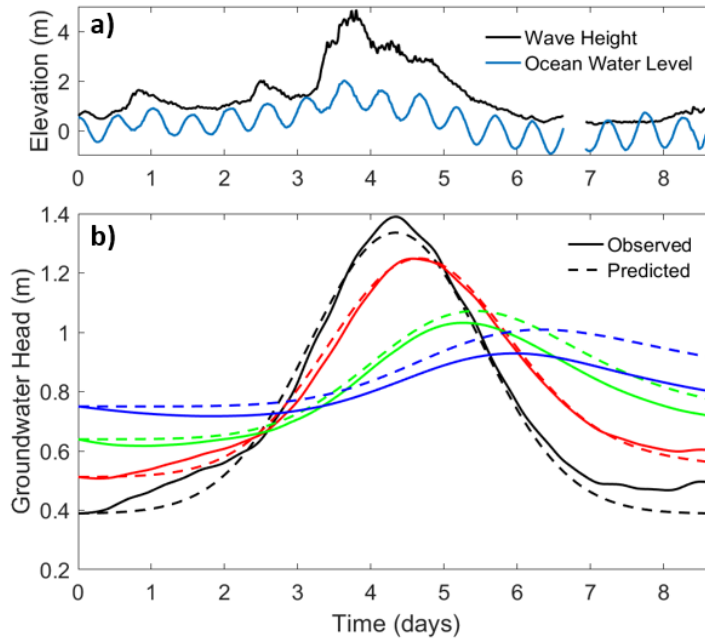 a)
Elevation (m)
4
2
0
Wave Height
Ocean Water Level
0 1 2 3 4 5 6 7 8
b)
Groundwater Head (m)
1.4
1.2
1
0.8
0.6
0.4
0.2
Observed
Predicted
0 1 2 3 4 5 6 7 8
Time (days)